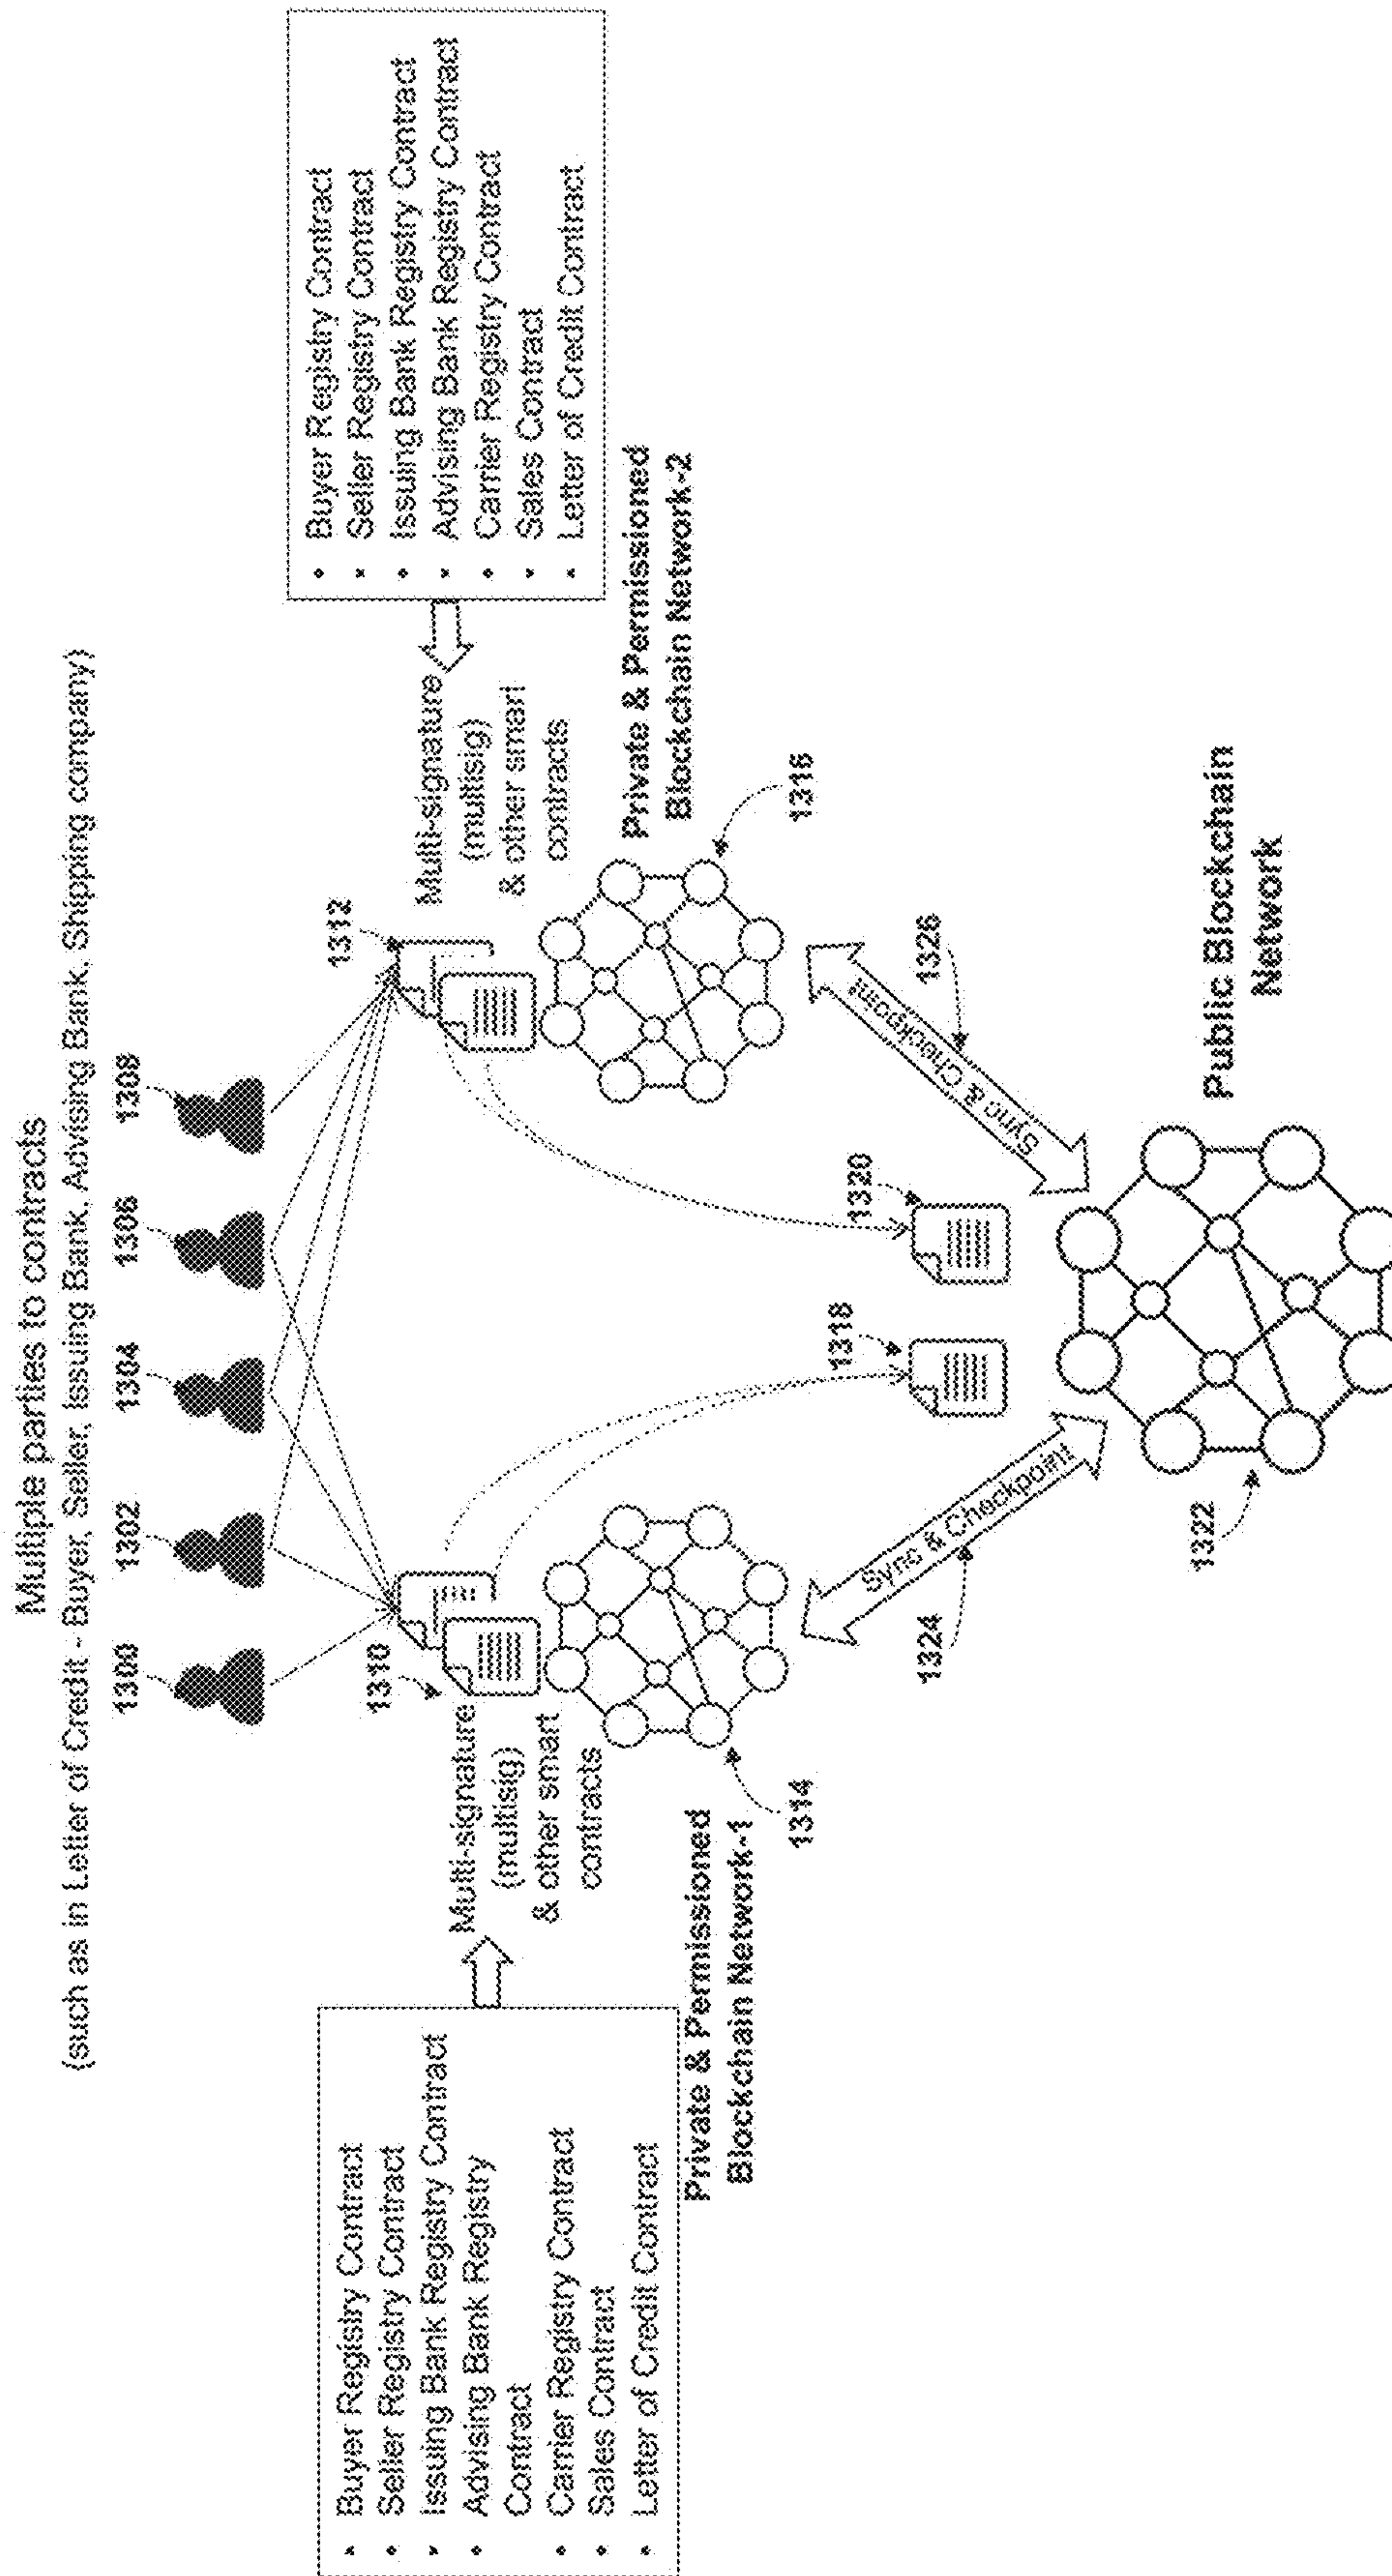 Multiple parties to contracts
(such as in Letter of Credit - Buyer, Seller, Issuing Bank, Advising Bank, Shipping company)
1300
1302
1304
1306
1308
1310
1312
• Buyer Registry Contract
• Seller Registry Contract
• Issuing Bank Registry Contract
• Advising Bank Registry
Contract
• Carrier Registry Contract
• Sales Contract
• Letter of Credit Contract
Multi-signature
(multisig)
& other smart
contracts
Multi-signature
(multisig)
& other smart
contracts
• Buyer Registry Contract
• Seller Registry Contract
• Issuing Bank Registry Contract
• Advising Bank Registry Contract
• Carrier Registry Contract
• Sales Contract
• Letter of Credit Contract
Private & Permissioned
Blockchain Network-1
1314
Private & Permissioned
Blockchain Network-2
1316
1318
1320
Sync & Checkpoint
1324
Sync & Checkpoint
1326
1322
Public Blockchain
Network